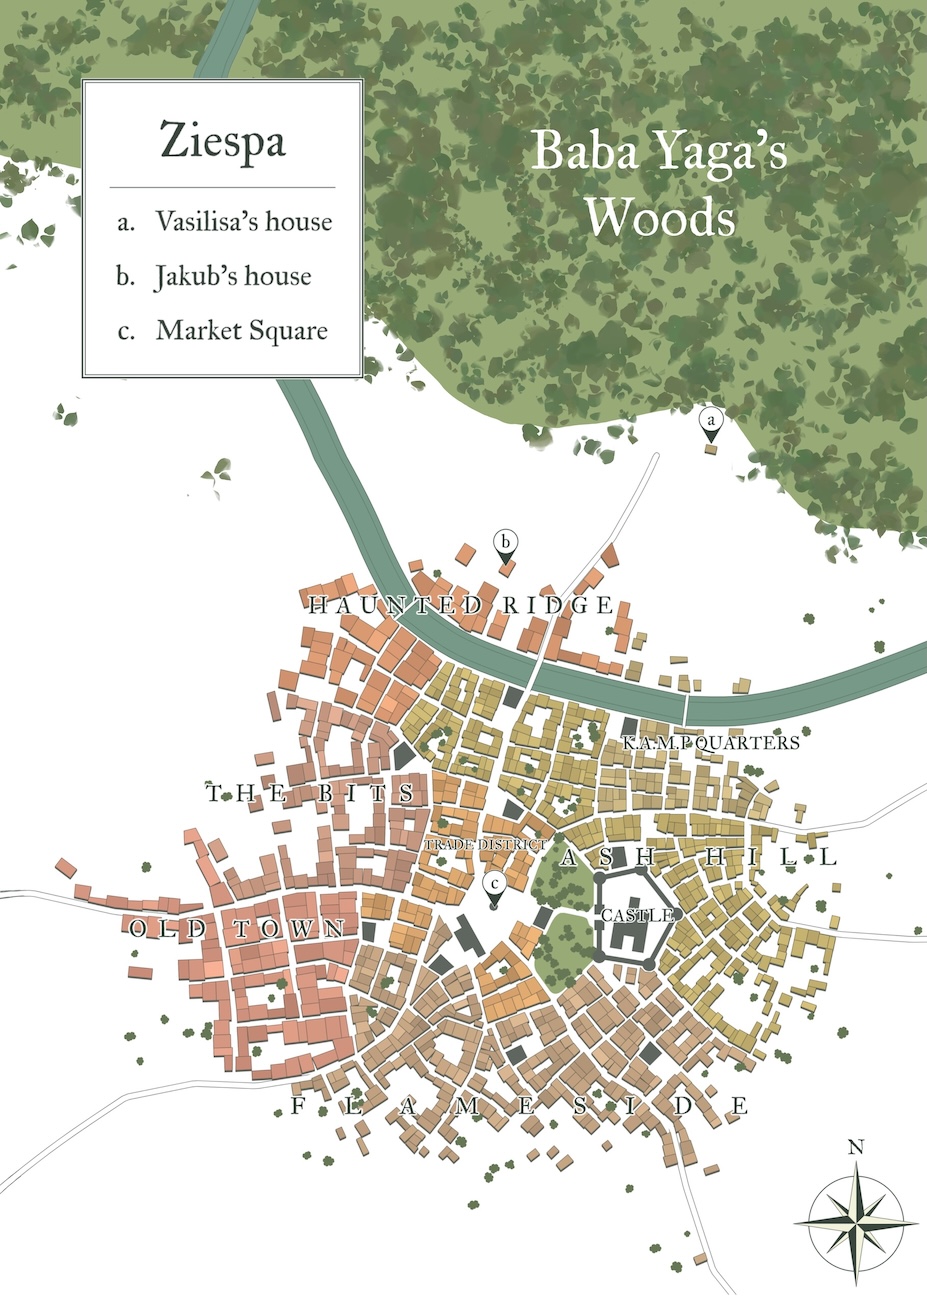 Ziespa
a. Vasilisa's house
b. Jakub's house
c. Market Square
Baba Yaga's
Woods
a
b
HAUNTED RIDGE
K.A.M.P QUARTERS
THE BITS
TRADE DISTRICT
ASH HILL
c
CASTLE
OLD TOWN
FLAMESIDE
N